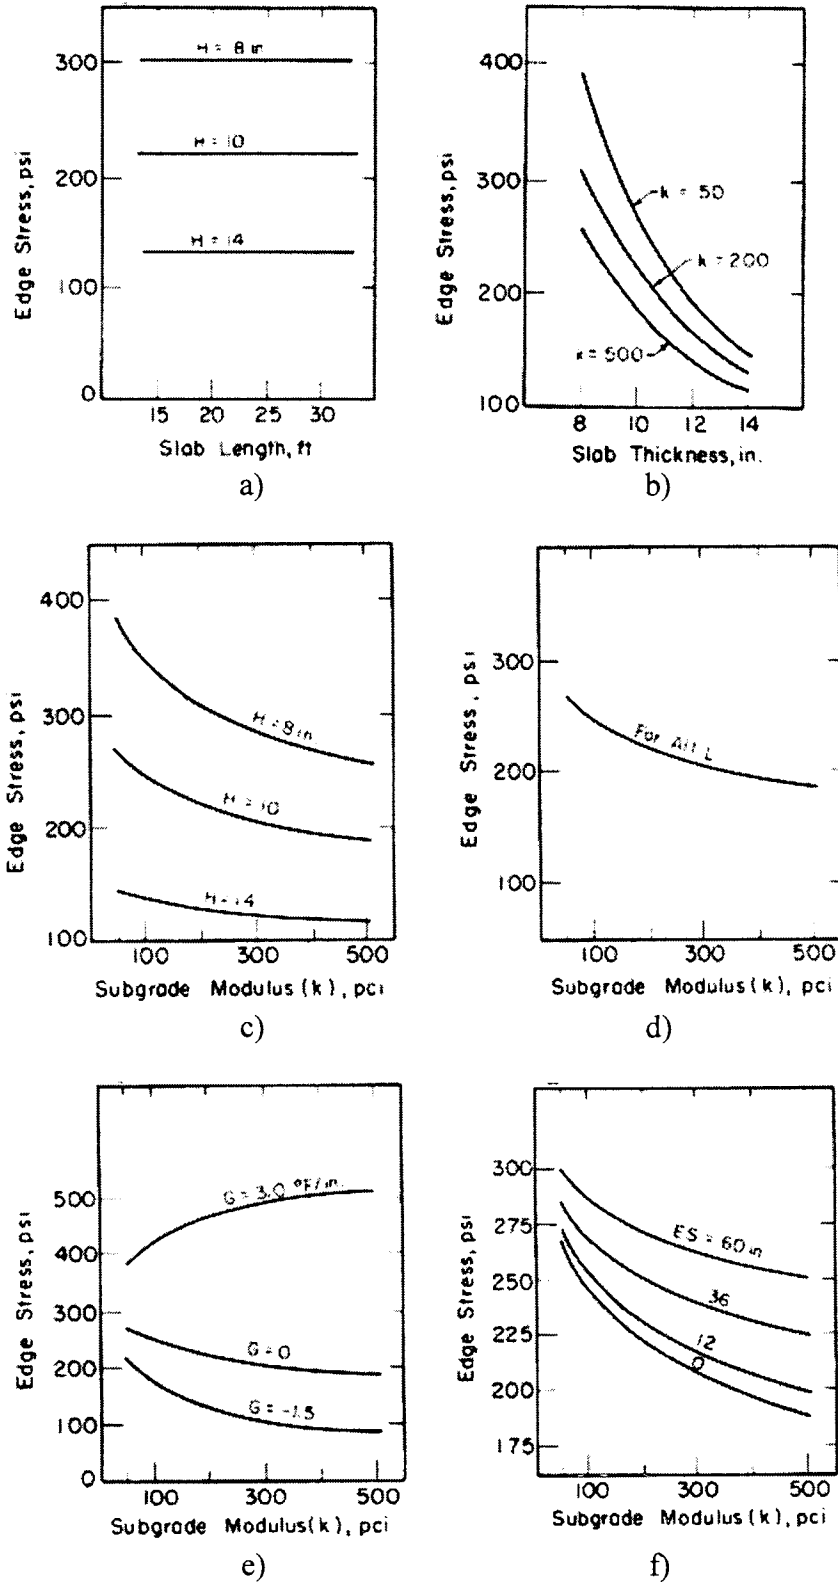 300
200
100
0
Edge Stress, psi
H = 8 in
H = 10
H = 14
15 20 25 30
Slab Length, ft
a)
400
300
200
100
Edge Stress, psi
k = 50
k = 200
k = 500
8 10 12 14
Slab Thickness, in.
b)
400
300
200
100
Edge Stress, psi
H = 8 in
H = 10
H = 14
100 300 500
Subgrade Modulus (k), pci
c)
300
200
100
Edge Stress, psi
For All L
100 300 500
Subgrade Modulus (k), pci
d)
500
400
300
200
100
0
Edge Stress, psi
G = 3.0 °F/in.
G = 0
G = -1.5
100 300 500
Subgrade Modulus (k), pci
e)
300
275
250
225
200
175
Edge Stress, psi
ES = 60 in
36
12
0
100 300 500
Subgrade Modulus (k), pci
f)